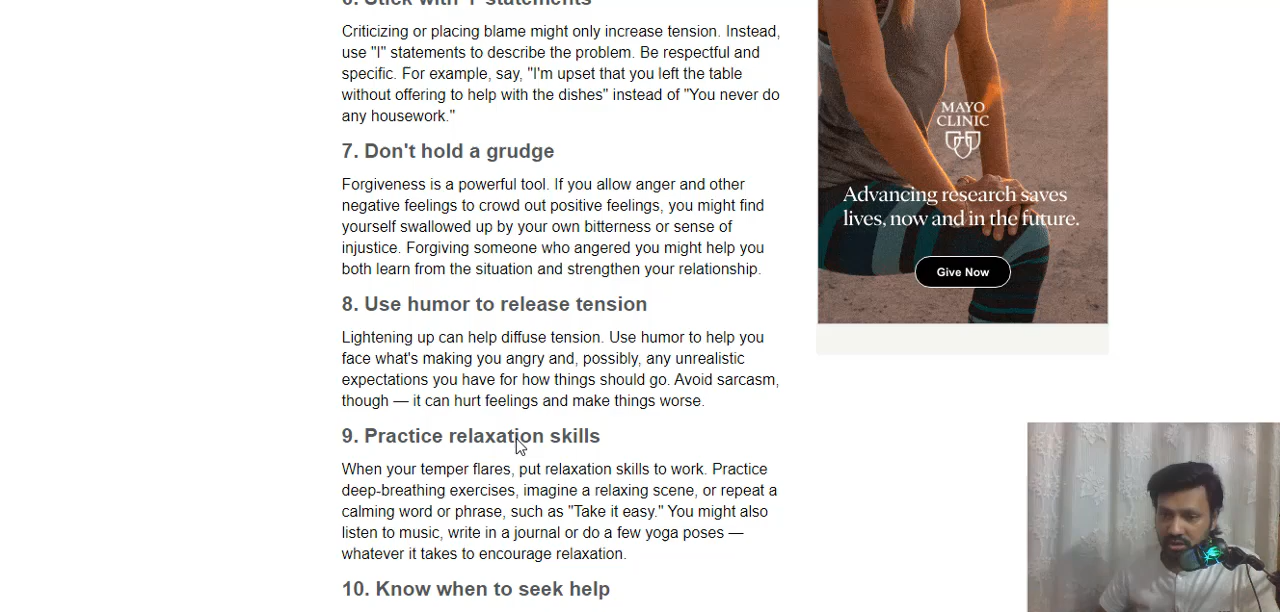 6. Stick with 'I' statements
Criticizing or placing blame might only increase tension. Instead,
use "I" statements to describe the problem. Be respectful and
specific. For example, say, "I'm upset that you left the table
without offering to help with the dishes" instead of "You never do
any housework."
7. Don't hold a grudge
Forgiveness is a powerful tool. If you allow anger and other
negative feelings to crowd out positive feelings, you might find
yourself swallowed up by your own bitterness or sense of
injustice. Forgiving someone who angered you might help you
both learn from the situation and strengthen your relationship.
8. Use humor to release tension
Lightening up can help diffuse tension. Use humor to help you
face what's making you angry and, possibly, any unrealistic
expectations you have for how things should go. Avoid sarcasm,
though — it can hurt feelings and make things worse.
9. Practice relaxation skills
When your temper flares, put relaxation skills to work. Practice
deep-breathing exercises, imagine a relaxing scene, or repeat a
calming word or phrase, such as "Take it easy." You might also
listen to music, write in a journal or do a few yoga poses —
whatever it takes to encourage relaxation.
10. Know when to seek help
MAYO
CLINIC
Advancing research saves
lives, now and in the future.
Give Now